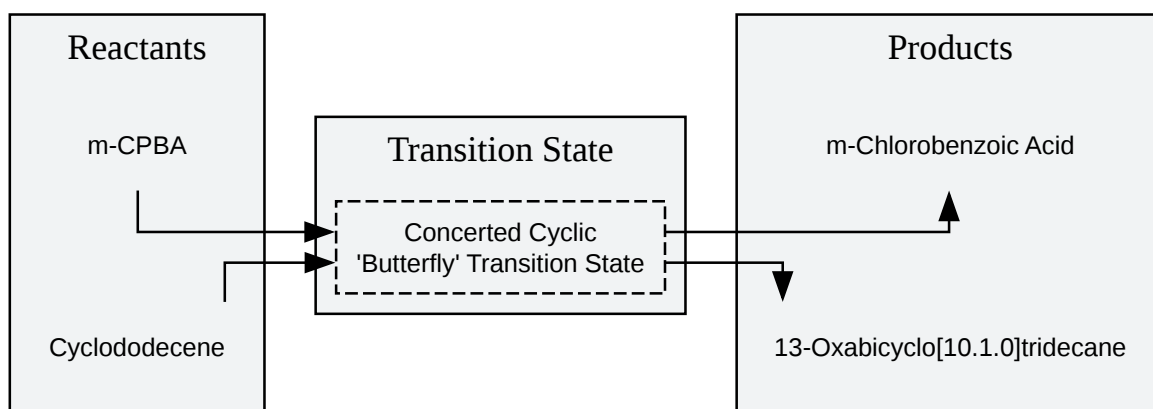 Reactants
m-CPBA
Cyclododecene
Transition State
Concerted Cyclic
'Butterfly' Transition State
Products
m-Chlorobenzoic Acid
13-Oxabicyclo[10.1.0]tridecane